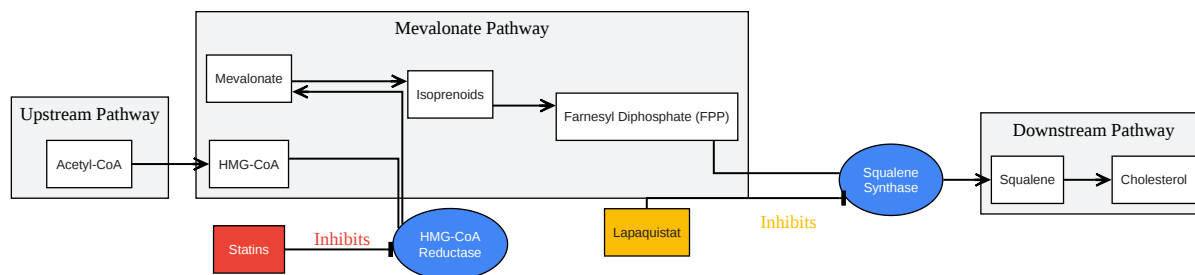 Mevalonate Pathway
Mevalonate
Isoprenoids
Upstream Pathway
Farnesyl Diphosphate (FPP)
Downstream Pathway
Acetyl-CoA
HMG-CoA
Squalene
Synthase
Squalene
Cholesterol
Statins
Inhibits
HMG-CoA
Reductase
Lapaquistat
Inhibits